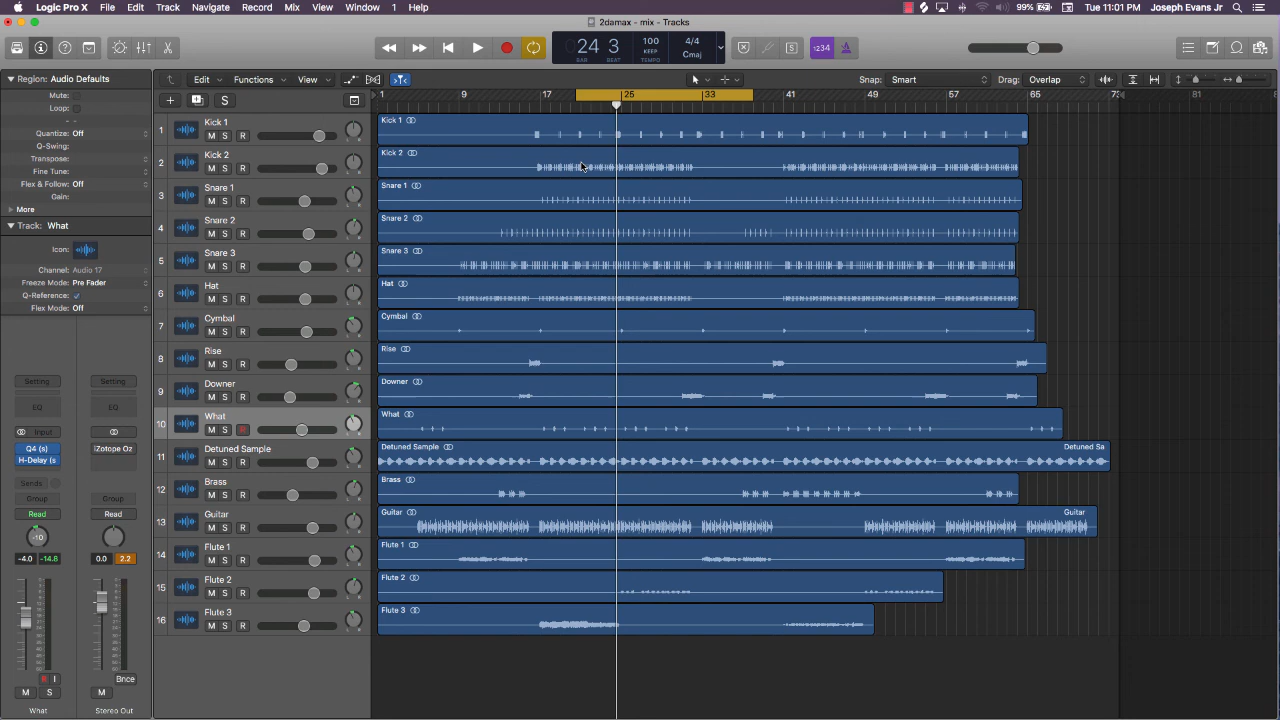 Logic Pro X File Edit Track Navigate Record Mix View Window 1 Help 99% Tue 11:01 PM Joseph Evans Jr
2damax - mix - Tracks
24 3 100 4/4 1234
BAR BEAT KEEP TEMPO Cmaj
Region: Audio Defaults Edit Functions View Snap: Smart Drag: Overlap
Mute:
Loop:
Quantize: Off
Q-Swing:
Transpose:
Fine Tune:
Flex & Follow: Off
Gain:
More
Track: What
Icon:
Channel: Audio 17
Freeze Mode: Pre Fader
Q-Reference:
Flex Mode: Off
Setting Setting
EQ EQ
Input
Q4 (s) iZotope Oz
H-Delay (s)
Sends
Group Group
Read Read
-10
-4.0 -14.8 0.0 2.2
I Bnce
M S M
What Stereo Out
S 1 9 17 25 33 41 49 57 65 73 81
1 Kick 1 M S R Kick 1
2 Kick 2 M S R Kick 2
3 Snare 1 M S R Snare 1
4 Snare 2 M S R Snare 2
5 Snare 3 M S R Snare 3
6 Hat M S R Hat
7 Cymbal M S R Cymbal
8 Rise M S R Rise
9 Downer M S R Downer
10 What M S R What
11 Detuned Sample M S R Detuned Sample Detuned Sa
12 Brass M S R Brass
13 Guitar M S R Guitar Guitar
14 Flute 1 M S R Flute 1
15 Flute 2 M S R Flute 2
16 Flute 3 M S R Flute 3